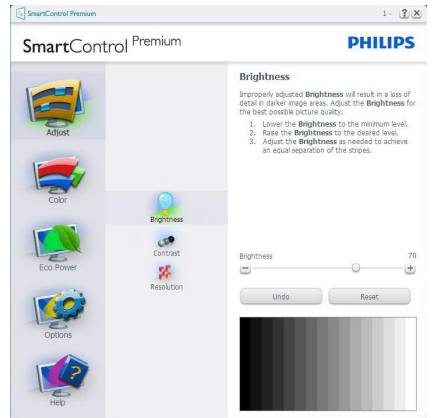 SmartControl Premium
1 -
?
X
SmartControl Premium
PHILIPS
Adjust
Color
Eco Power
Options
?
Help
Brightness
Contrast
Resolution
Brightness
Improperly adjusted Brightness will result in a loss of
detail in darker image areas. Adjust the Brightness for
the best possible picture quality.
1. Lower the Brightness to the minimum level.
2. Raise the Brightness to the desired level.
3. Adjust the Brightness as needed to achieve
an equal separation of the stripes.
Brightness 70
Undo Reset